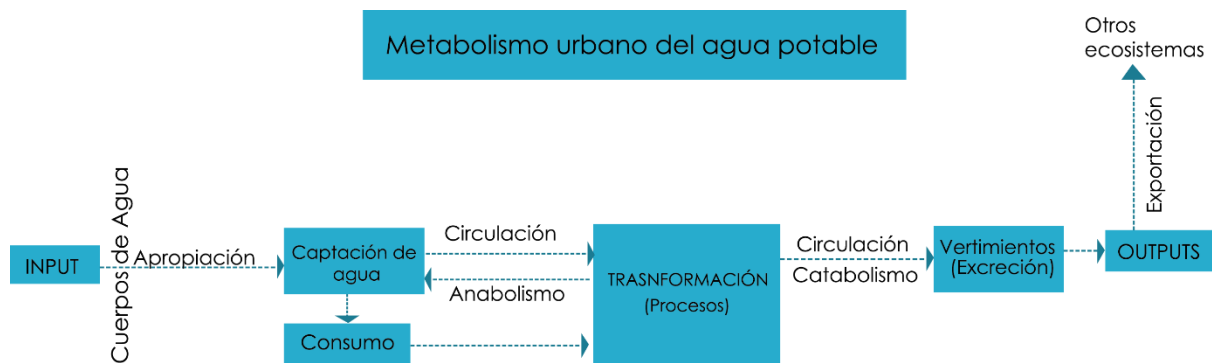 Metabolismo urbano del agua potable
Otros
ecosistemas
Exportación
INPUT
Cuerpos de Agua
Apropiación
Captación de
agua
Consumo
Circulación
Anabolismo
TRASNFORMACIÓN
(Procesos)
Circulación
Catabolismo
Vertimientos
(Excreción)
OUTPUTS